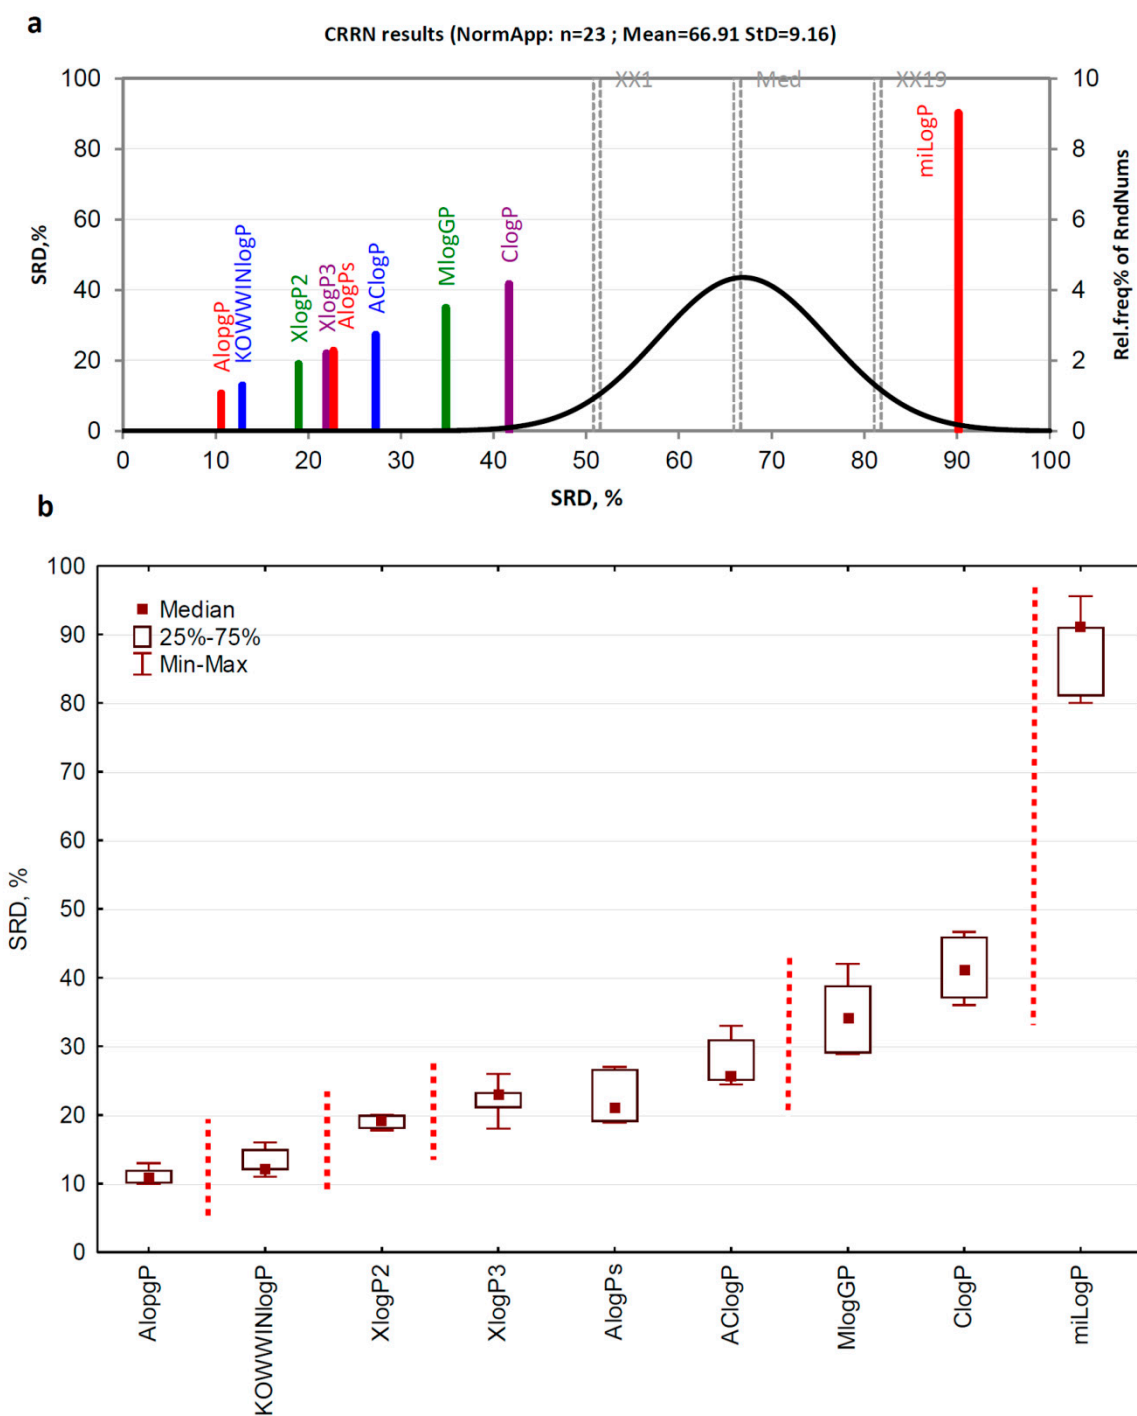 a
CRRN results (NormApp: n=23 ; Mean=66.91 StD=9.16)
100
80
60
40
20
0
SRD,%
AlopgP
KOWWINlogP
XlogP2
XlogP3
AlogPs
AClogP
MlogGP
ClogP
XX1
Med
XX19
miLogP
10
8
6
4
2
0
Rel.freq% of RndNums
0 10 20 30 40 50 60 70 80 90 100
SRD, %
b
100
90
80
70
60
50
40
30
20
10
0
SRD, %
Median
25%-75%
Min-Max
AlopgP
KOWWINlogP
XlogP2
XlogP3
AlogPs
AClogP
MlogGP
ClogP
miLogP